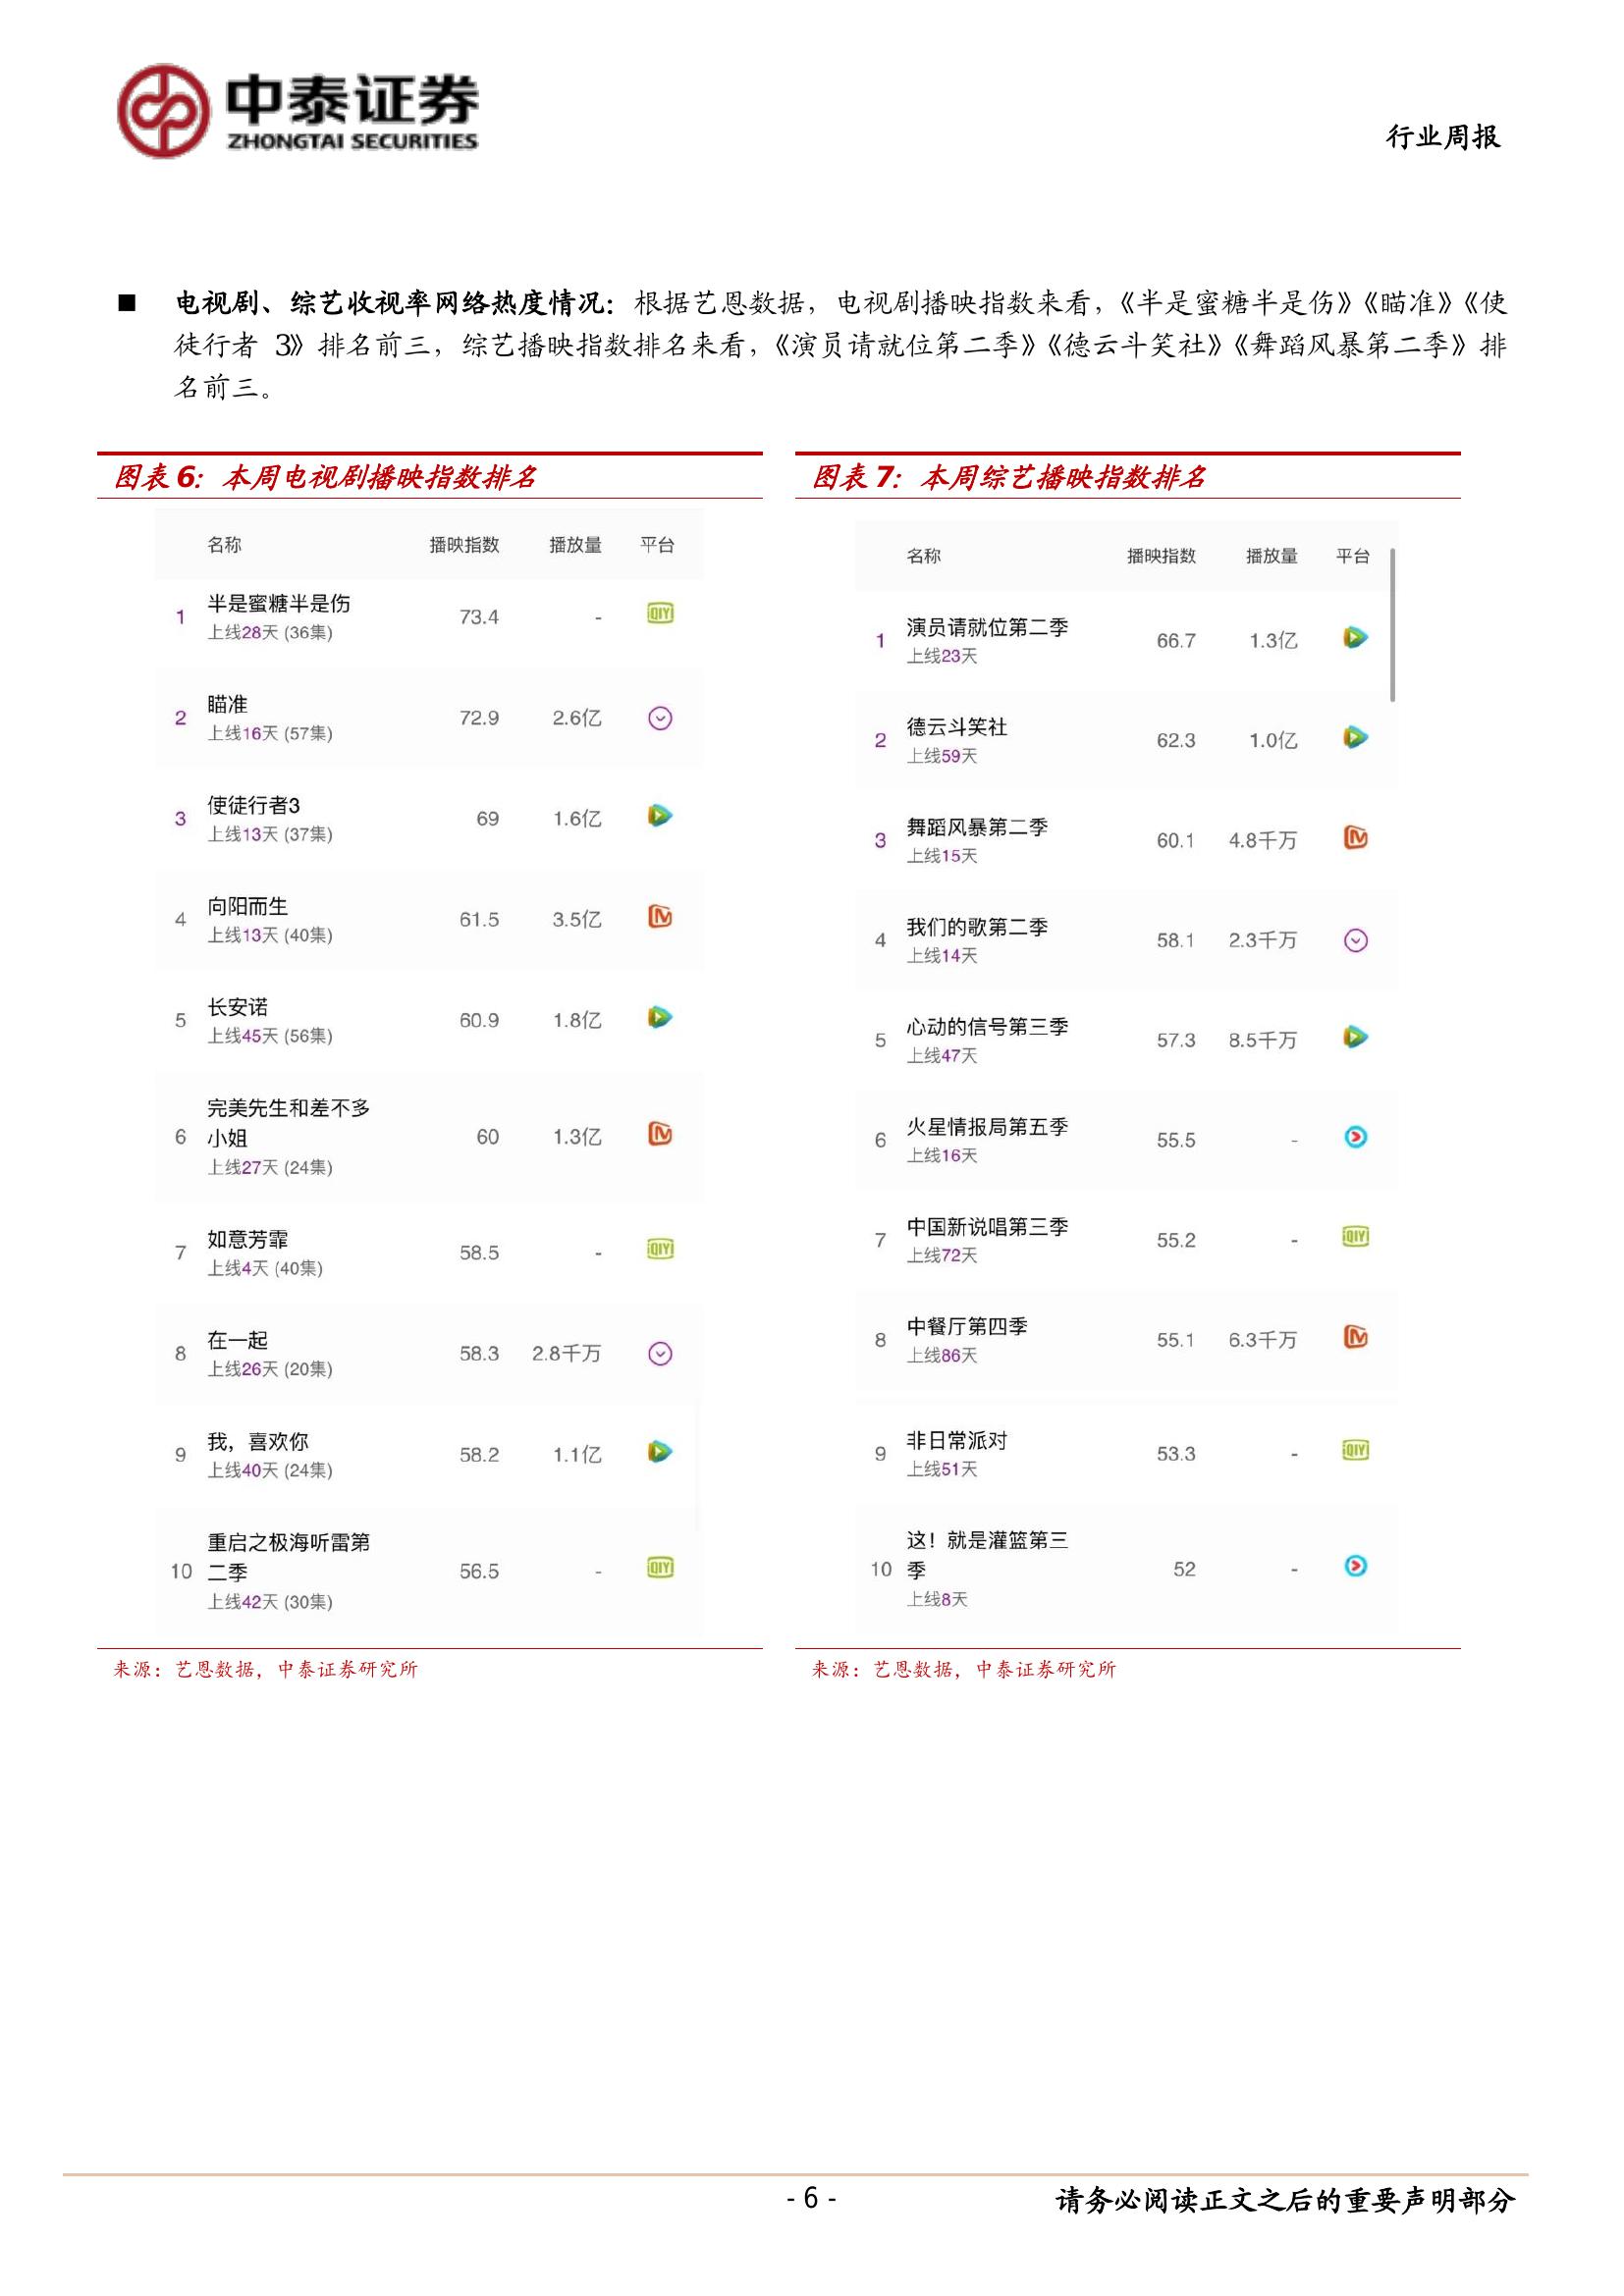 中泰证券
ZHONGTAI SECURITIES
行业周报
■ 电视剧、综艺收视率网络热度情况：根据艺恩数据，电视剧播映指数来看，《半是蜜糖半是伤》《瞄准》《使
徒行者 3》排名前三，综艺播映指数排名来看，《演员请就位第二季》《德云斗笑社》《舞蹈风暴第二季》排
名前三。
图表 6：本周电视剧播映指数排名
名称 播映指数 播放量 平台
1 半是蜜糖半是伤 73.4 - QIY
上线28天 (36集)
2 瞄准 72.9 2.6亿
上线16天 (57集)
3 使徒行者3 69 1.6亿
上线13天 (37集)
4 向阳而生 61.5 3.5亿
上线13天 (40集)
5 长安诺 60.9 1.8亿
上线45天 (56集)
完美先生和差不多
6 小姐 60 1.3亿
上线27天 (24集)
7 如意芳霏 58.5 - QIY
上线4天 (40集)
8 在一起 58.3 2.8千万
上线26天 (20集)
9 我，喜欢你 58.2 1.1亿
上线40天 (24集)
重启之极海听雷第
10 二季 56.5 - QIY
上线42天 (30集)
来源：艺恩数据，中泰证券研究所
图表 7：本周综艺播映指数排名
名称 播映指数 播放量 平台
1 演员请就位第二季 66.7 1.3亿
上线23天
2 德云斗笑社 62.3 1.0亿
上线59天
3 舞蹈风暴第二季 60.1 4.8千万
上线15天
4 我们的歌第二季 58.1 2.3千万
上线14天
5 心动的信号第三季 57.3 8.5千万
上线47天
6 火星情报局第五季 55.5 -
上线16天
7 中国新说唱第三季 55.2 - QIY
上线72天
8 中餐厅第四季 55.1 6.3千万
上线86天
9 非日常派对 53.3 - QIY
上线51天
这！就是灌篮第三
10 季 52 -
上线8天
来源：艺恩数据，中泰证券研究所
- 6 -
请务必阅读正文之后的重要声明部分